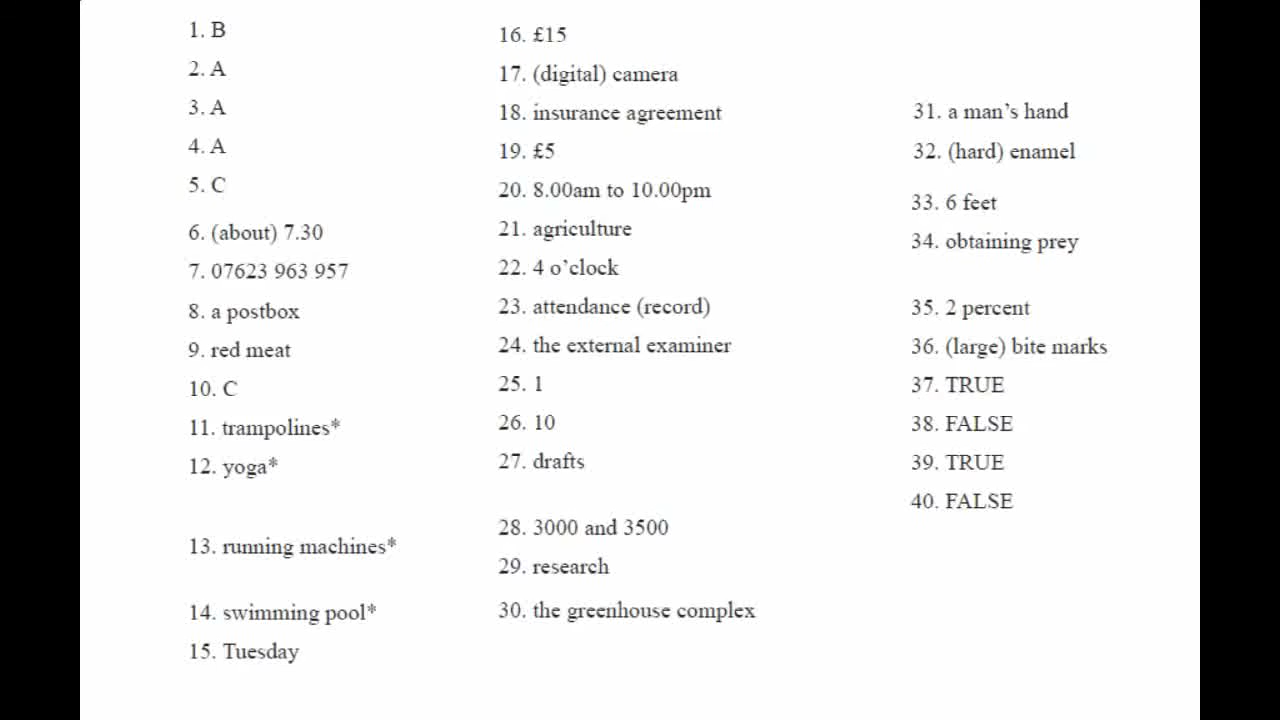 1. B
2. A
3. A
4. A
5. C
6. (about) 7.30
7. 07623 963 957
8. a postbox
9. red meat
10. C
11. trampolines*
12. yoga*
13. running machines*
14. swimming pool*
15. Tuesday
16. £15
17. (digital) camera
18. insurance agreement
19. £5
20. 8.00am to 10.00pm
21. agriculture
22. 4 o’clock
23. attendance (record)
24. the external examiner
25. 1
26. 10
27. drafts
28. 3000 and 3500
29. research
30. the greenhouse complex
31. a man’s hand
32. (hard) enamel
33. 6 feet
34. obtaining prey
35. 2 percent
36. (large) bite marks
37. TRUE
38. FALSE
39. TRUE
40. FALSE